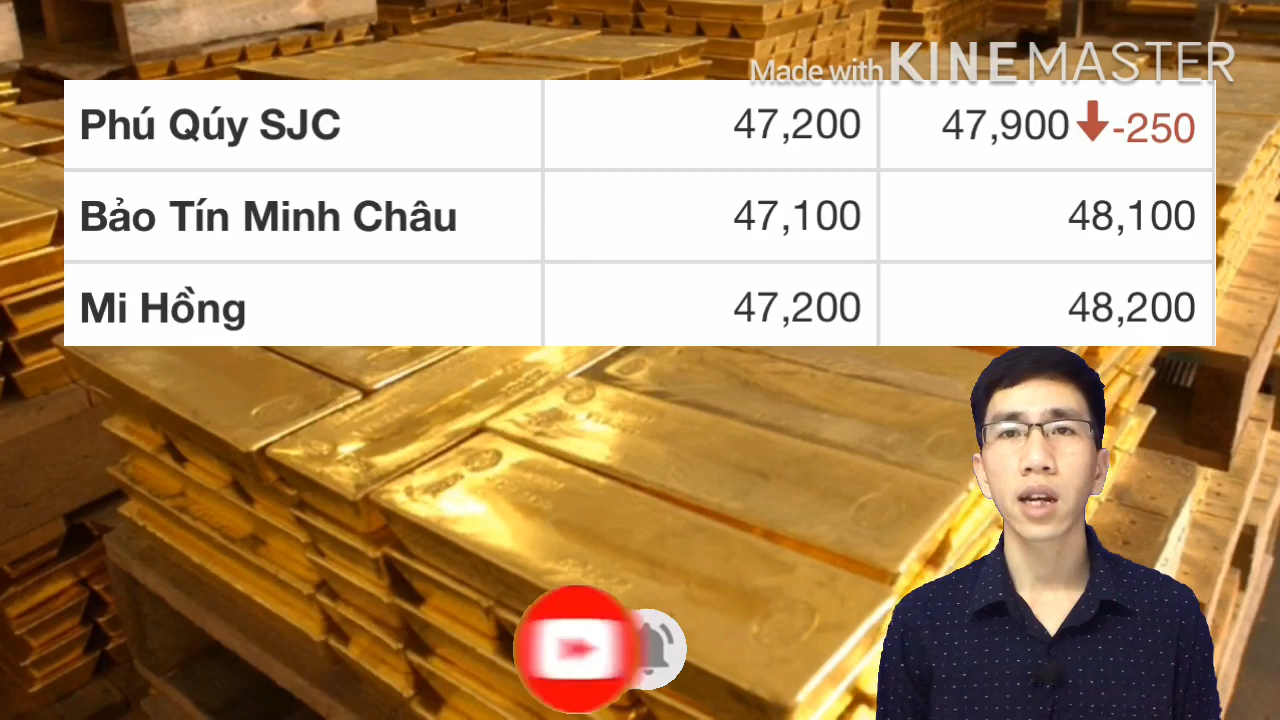 Made with KINEMASTER
Phú Qúy SJC 47,200 47,900 -250
Bảo Tín Minh Châu 47,100 48,100
Mi Hồng 47,200 48,200